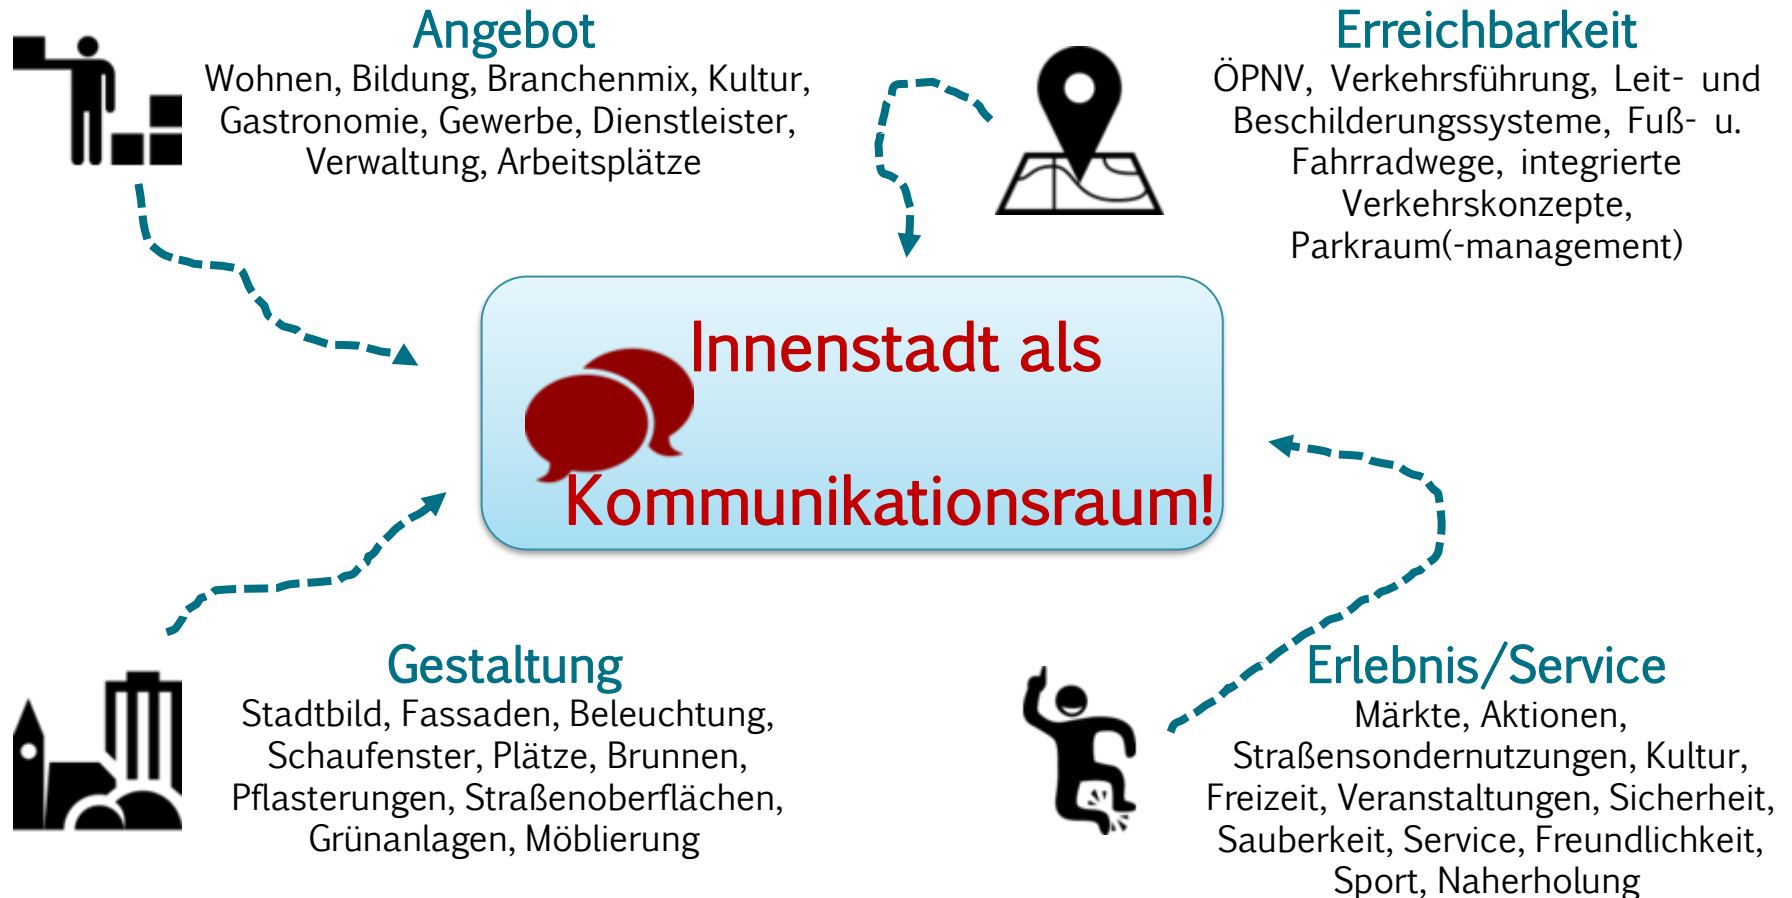 Angebot
Wohnen, Bildung, Branchenmix, Kultur,
Gastronomie, Gewerbe, Dienstleister,
Verwaltung, Arbeitsplätze
Erreichbarkeit
ÖPNV, Verkehrsführung, Leit- und
Beschilderungssysteme, Fuß- u.
Fahrradwege, integrierte
Verkehrskonzepte,
Parkraum(-management)
Innenstadt als
Kommunikationsraum!
Gestaltung
Stadtbild, Fassaden, Beleuchtung,
Schaufenster, Plätze, Brunnen,
Pflasterungen, Straßenoberflächen,
Grünanlagen, Möblierung
Erlebnis/Service
Märkte, Aktionen,
Straßensondernutzungen, Kultur,
Freizeit, Veranstaltungen, Sicherheit,
Sauberkeit, Service, Freundlichkeit,
Sport, Naherholung